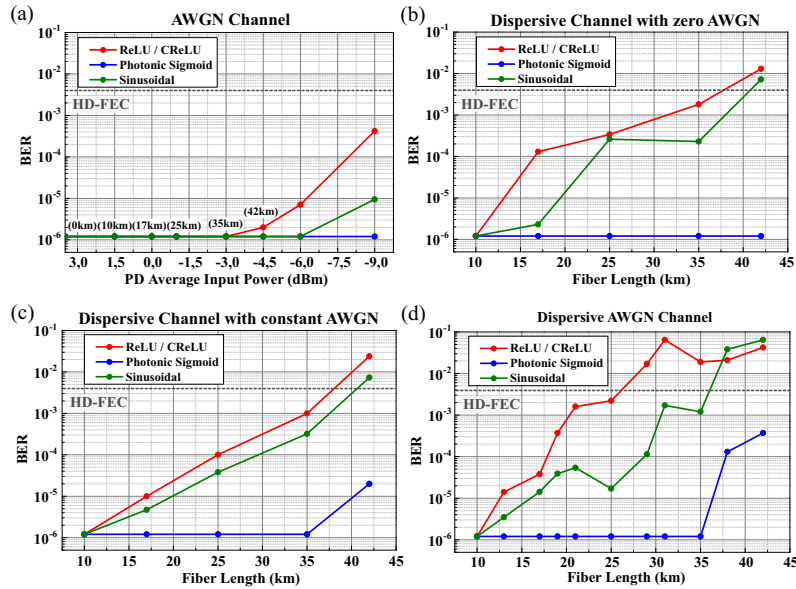 (a)
AWGN Channel
10-1
10-2
10-3
10-4
10-5
10-6
BER
ReLU / CReLU
Photonic Sigmoid
Sinusoidal
HD-FEC
(0km) (10km) (17km) (25km) (35km) (42km)
3,0 1,5 0,0 -1,5 -3,0 -4,5 -6,0 -7,5 -9,0
PD Average Input Power (dBm)
(b)
Dispersive Channel with zero AWGN
10-1
10-2
10-3
10-4
10-5
10-6
BER
ReLU / CReLU
Photonic Sigmoid
Sinusoidal
HD-FEC
10 15 20 25 30 35 40 45
Fiber Length (km)
(c)
Dispersive Channel with constant AWGN
10-1
10-2
10-3
10-4
10-5
10-6
BER
ReLU / CReLU
Photonic Sigmoid
Sinusoidal
HD-FEC
10 15 20 25 30 35 40 45
Fiber Length (km)
(d)
Dispersive AWGN Channel
10-1
10-2
10-3
10-4
10-5
10-6
BER
ReLU / CReLU
Photonic Sigmoid
Sinusoidal
HD-FEC
10 15 20 25 30 35 40 45
Fiber Length (km)